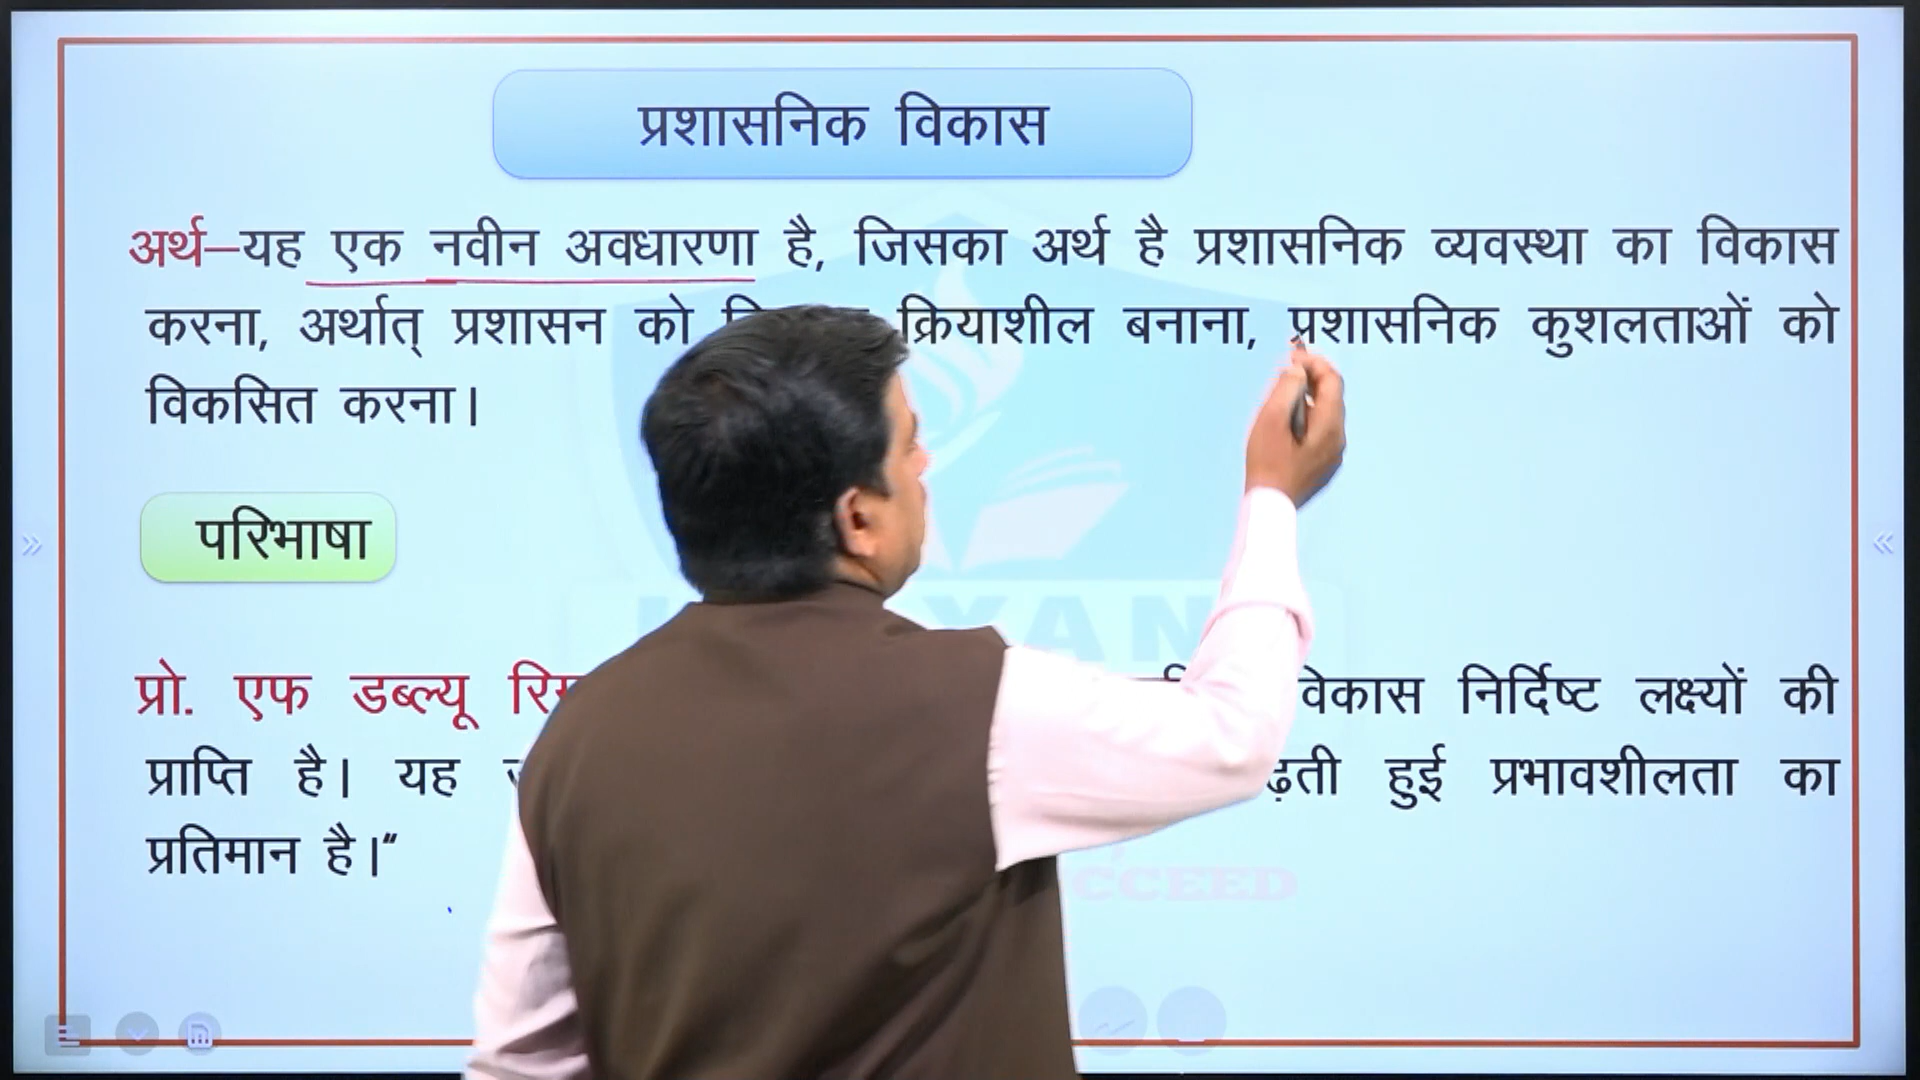 प्रशासनिक विकास
अर्थ–यह एक नवीन अवधारणा है, जिसका अर्थ है प्रशासनिक व्यवस्था का विकास
करना, अर्थात् प्रशासन को क्रियाशील बनाना, प्रशासनिक कुशलताओं को
विकसित करना।
परिभाषा
प्रो. एफ डब्ल्यू विकास निर्दिष्ट लक्ष्यों की
प्राप्ति है। यह हुई प्रभावशीलता का
प्रतिमान है।“